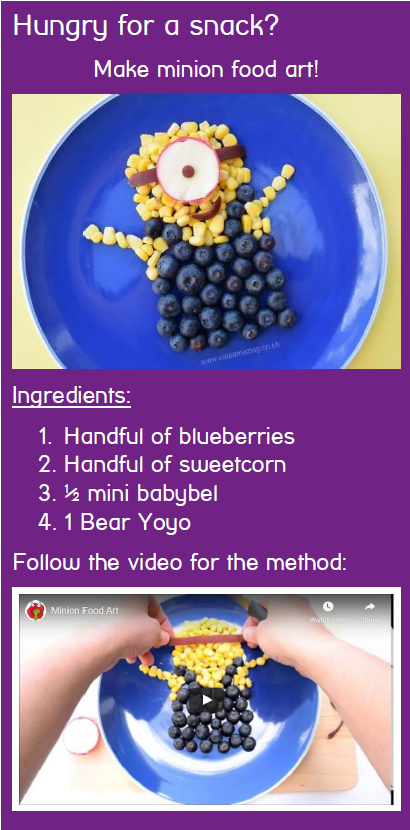 Hungry for a snack?
Make minion food art!
www.eatsamazing.co.uk
Ingredients:
1. Handful of blueberries
2. Handful of sweetcorn
3. ½ mini babybel
4. 1 Bear Yoyo
Follow the video for the method:
Minion Food Art
Watch later Share